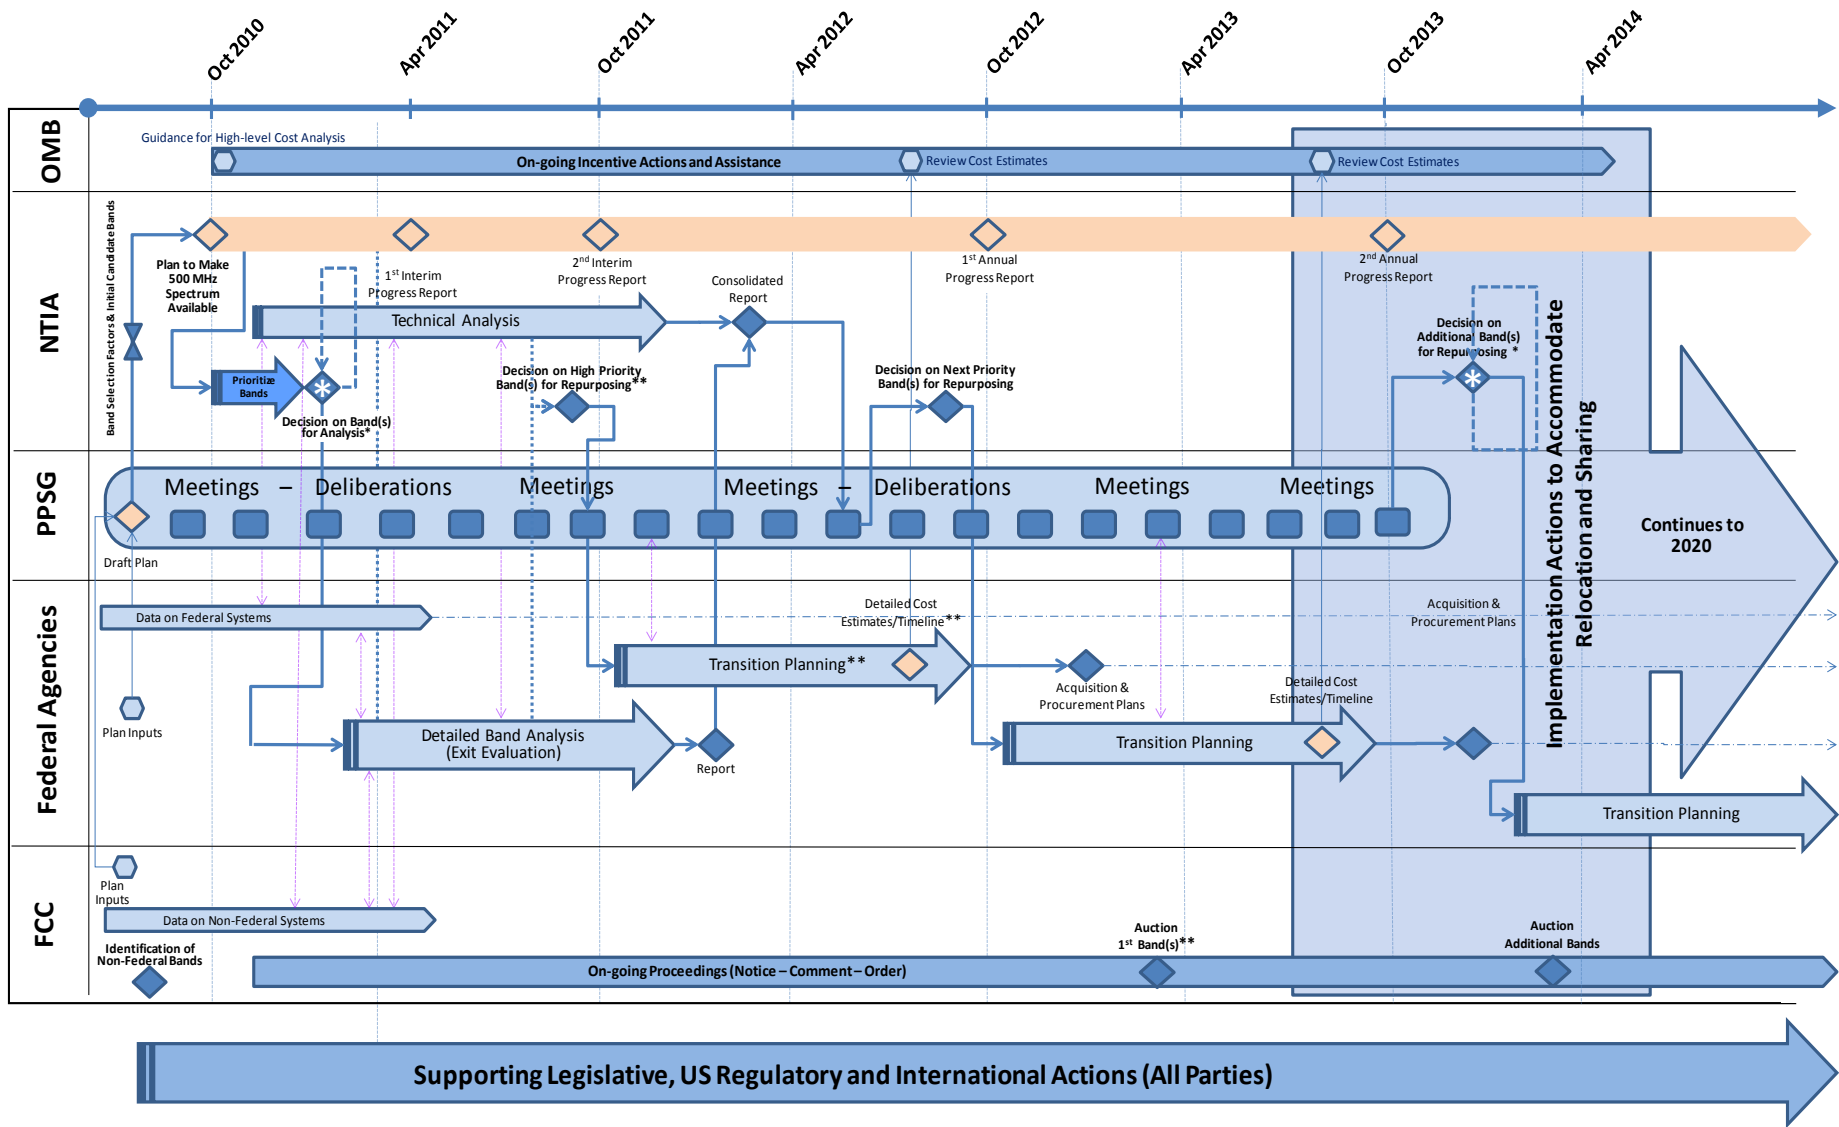 Oct 2010
Apr 2011
Oct 2011
Apr 2012
Oct 2012
Apr 2013
Oct 2013
Apr 2014
OMB
Guidance for High-level Cost Analysis
On-going Incentive Actions and Assistance
Review Cost Estimates
Review Cost Estimates
NTIA
Band Selection Factors & Initial Candidate Bands
Plan to Make
500 MHz
Spectrum
Available
1st Interim
Progress Report
2nd Interim
Progress Report
Consolidated
Report
1st Annual
Progress Report
2nd Annual
Progress Report
Technical Analysis
Prioritize
Bands
Decision on Band(s)
for Analysis*
Decision on High Priority
Band(s) for Repurposing**
Decision on Next Priority
Band(s) for Repurposing
Decision on
Additional Band(s)
for Repurposing *
Implementation Actions to Accommodate
Relocation and Sharing
Continues to
2020
PPSG
Meetings – Deliberations
Meetings
Meetings – Deliberations
Meetings
Meetings
Draft Plan
Federal Agencies
Data on Federal Systems
Detailed Cost
Estimates/Timeline**
Acquisition &
Procurement Plans
Transition Planning**
Plan Inputs
Acquisition &
Procurement Plans
Detailed Cost
Estimates/Timeline
Detailed Band Analysis
(Exit Evaluation)
Report
Transition Planning
Transition Planning
FCC
Plan
Inputs
Data on Non-Federal Systems
Identification of
Non-Federal Bands
Auction
1st Band(s)**
Auction
Additional Bands
On-going Proceedings (Notice – Comment – Order)
Supporting Legislative, US Regulatory and International Actions (All Parties)